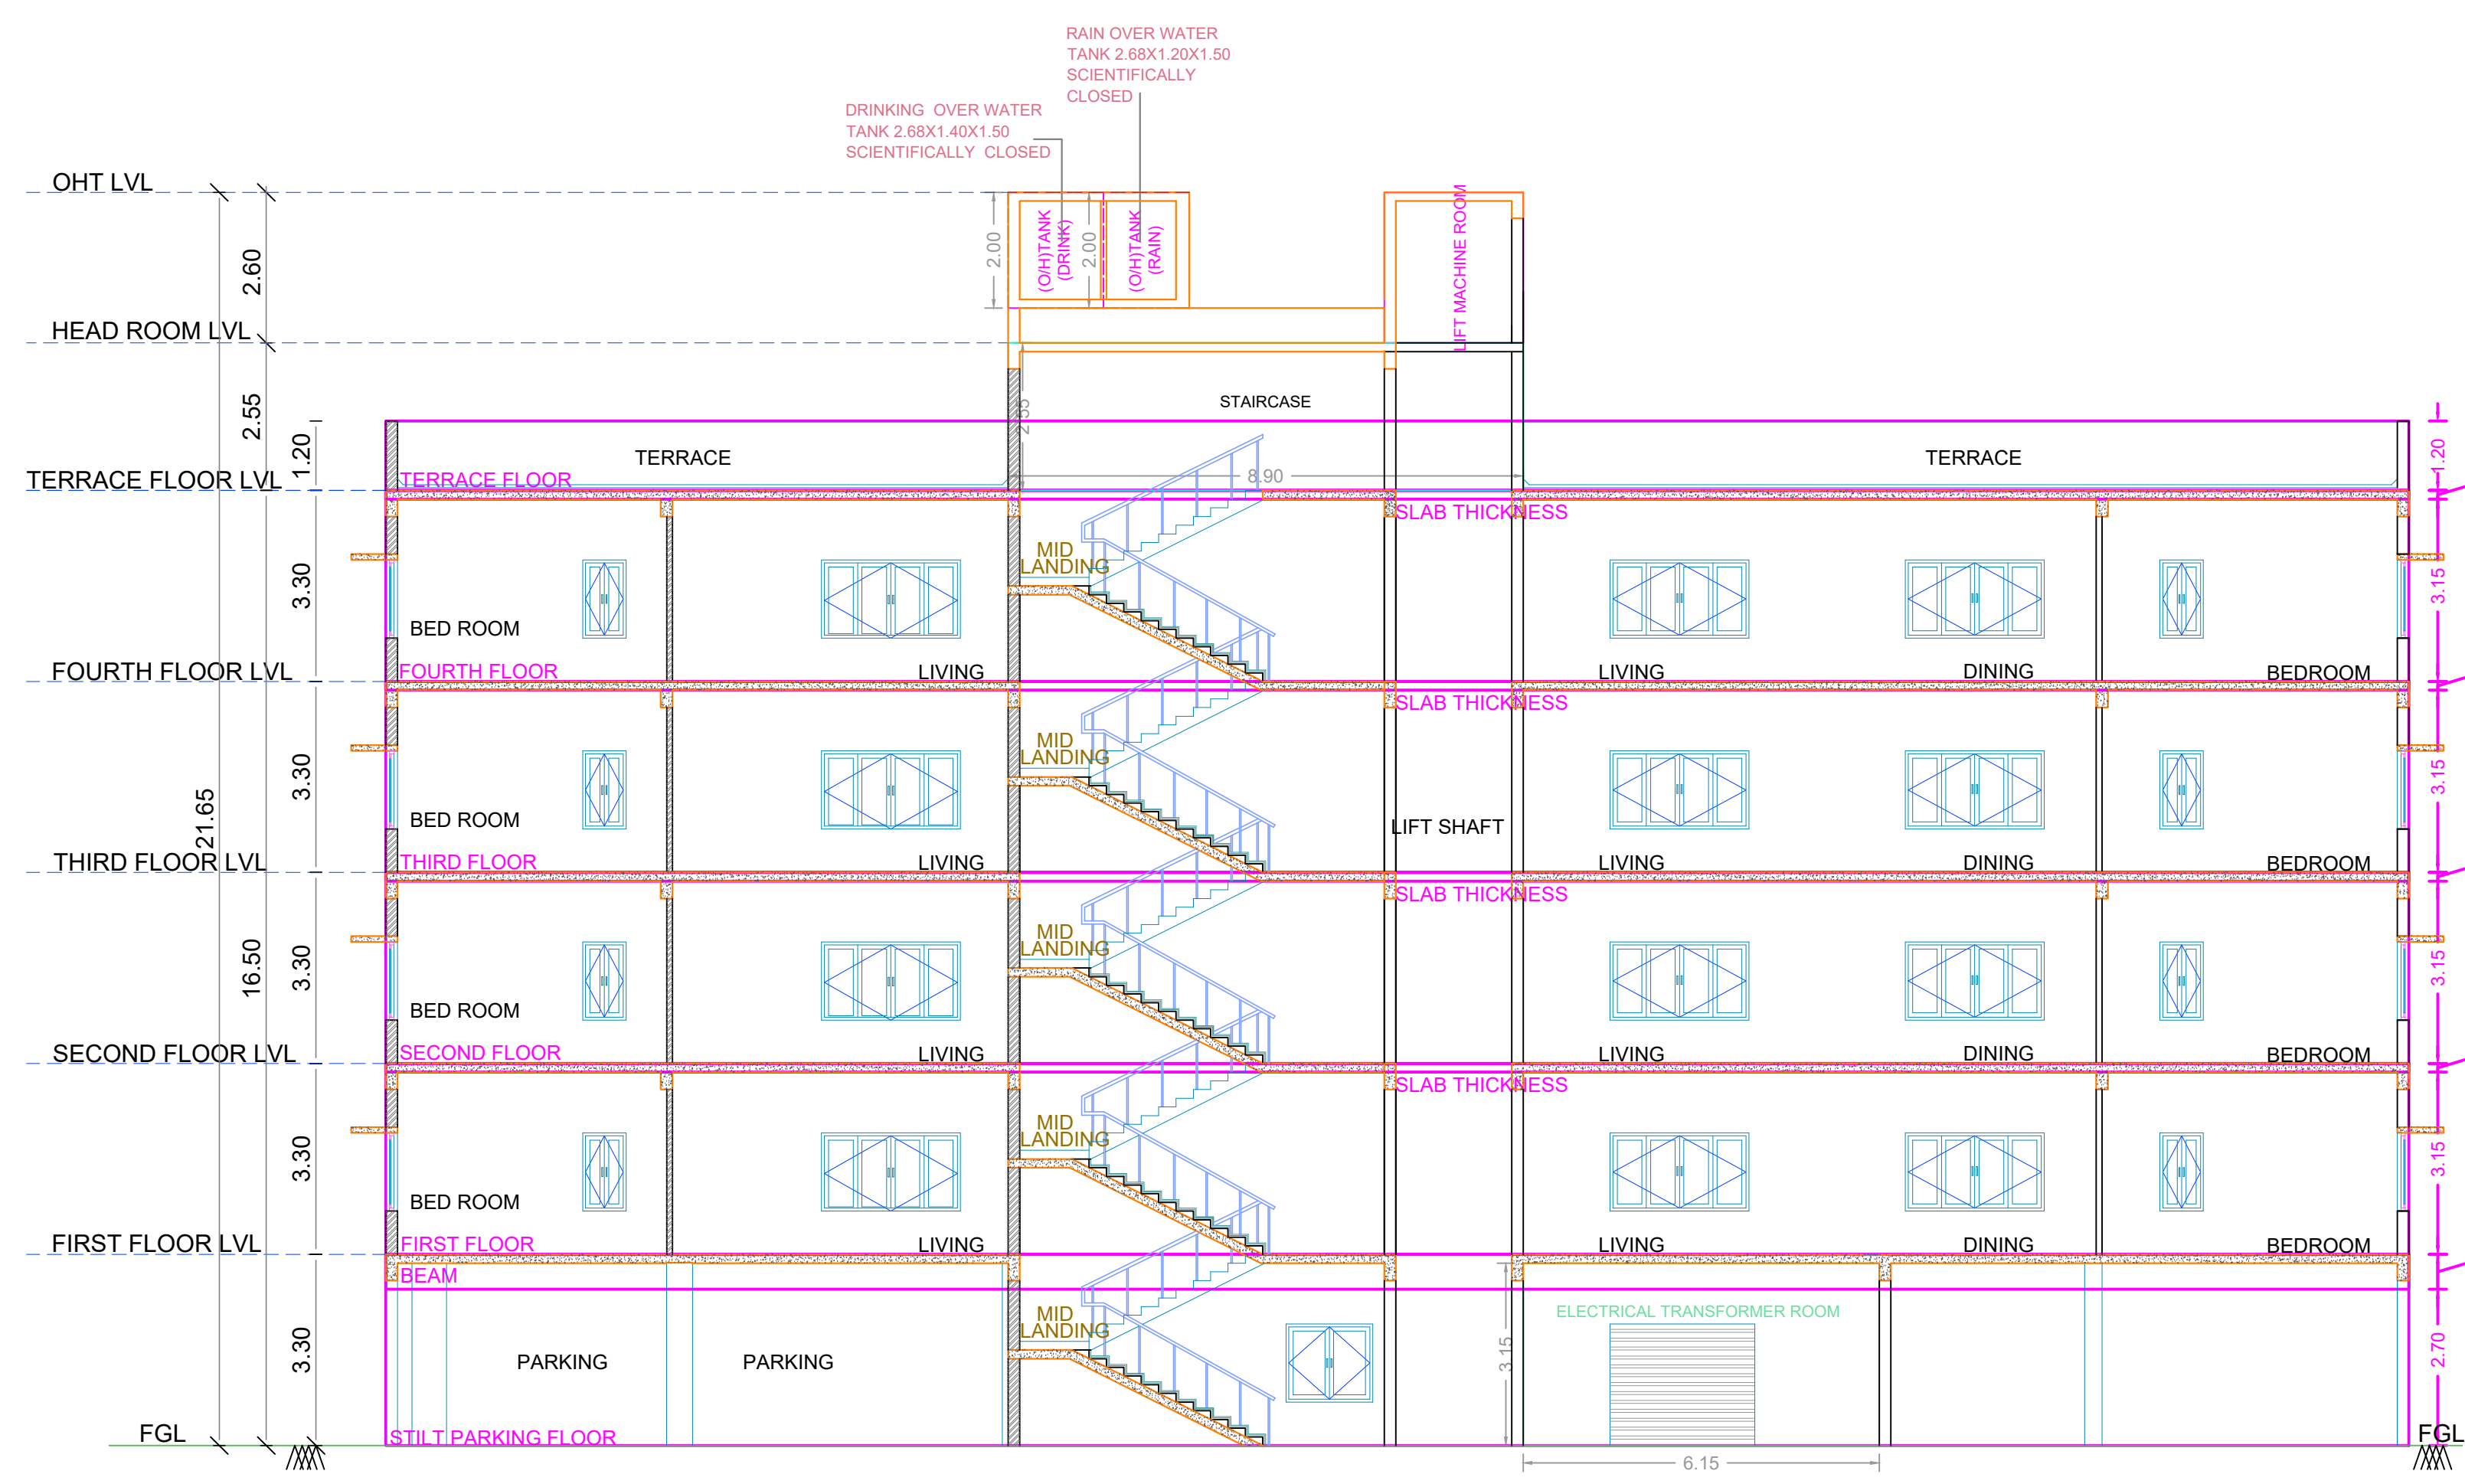 RAIN OVER WATER
TANK 2.68X1.20X1.50
SCIENTIFICALLY
CLOSED
DRINKING OVER WATER
TANK 2.68X1.40X1.50
SCIENTIFICALLY CLOSED
OHT LVL
2.60
2.00
(O/H)TANK
(DRINK)
2.00
(O/H)TANK
(RAIN)
LIFT MACHINE ROOM
HEAD ROOM LVL
2.55
2.55
STAIRCASE
1.20
TERRACE
TERRACE
1.20
TERRACE FLOOR LVL
TERRACE FLOOR
8.90
SLAB THICKNESS
MID
LANDING
3.30
3.15
BED ROOM
FOURTH FLOOR LVL
FOURTH FLOOR
LIVING
LIVING
DINING
BEDROOM
SLAB THICKNESS
MID
LANDING
3.30
3.15
21.65
BED ROOM
LIFT SHAFT
THIRD FLOOR LVL
THIRD FLOOR
LIVING
LIVING
DINING
BEDROOM
SLAB THICKNESS
MID
LANDING
16.50
3.30
3.15
BED ROOM
SECOND FLOOR LVL
SECOND FLOOR
LIVING
LIVING
DINING
BEDROOM
SLAB THICKNESS
MID
LANDING
3.30
3.15
BED ROOM
FIRST FLOOR LVL
FIRST FLOOR
LIVING
LIVING
DINING
BEDROOM
BEAM
MID
LANDING
ELECTRICAL TRANSFORMER ROOM
3.30
PARKING
PARKING
3.15
2.70
FGL
STILT PARKING FLOOR
FGL
6.15